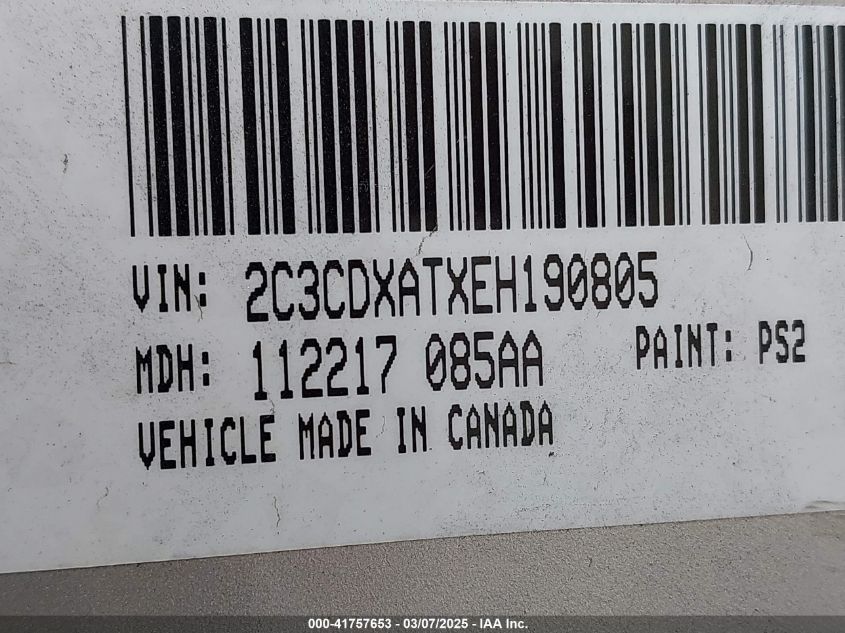 VIN: 2C3CDXATXEH190805
MDH: 112217 085AA PAINT: PS2
VEHICLE MADE IN CANADA
000-41757653 - 03/07/2025 - IAA Inc.